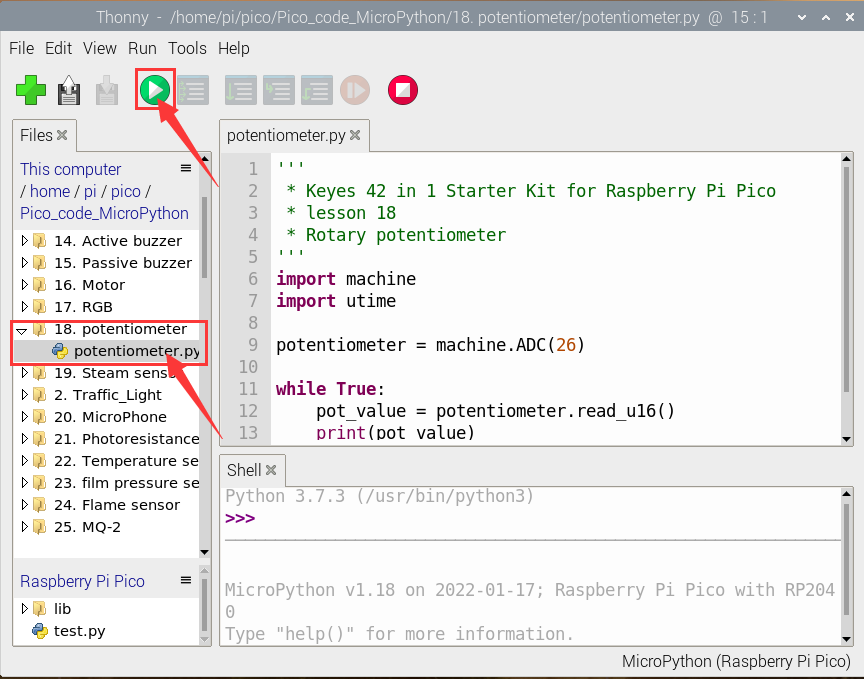 Thonny - /home/pi/pico/Pico_code_MicroPython/18. potentiometer/potentiometer.py @ 15 : 1
File Edit View Run Tools Help
Files
This computer
/ home / pi / pico /
Pico_code_MicroPython
14. Active buzzer
15. Passive buzzer
16. Motor
17. RGB
18. potentiometer
potentiometer.py
19. Steam sens
2. Traffic_Light
20. MicroPhone
21. Photoresistance
22. Temperature se
23. film pressure se
24. Flame sensor
25. MQ-2
Raspberry Pi Pico
lib
test.py
potentiometer.py
1 '''
2 * Keyes 42 in 1 Starter Kit for Raspberry Pi Pico
3 * lesson 18
4 * Rotary potentiometer
5 '''
6 import machine
7 import utime
8
9 potentiometer = machine.ADC(26)
10
11 while True:
12 pot_value = potentiometer.read_u16()
13 print(pot_value)
Shell
Python 3.7.3 (/usr/bin/python3)
>>>
MicroPython v1.18 on 2022-01-17; Raspberry Pi Pico with RP204
0
Type "help()" for more information.
MicroPython (Raspberry Pi Pico)